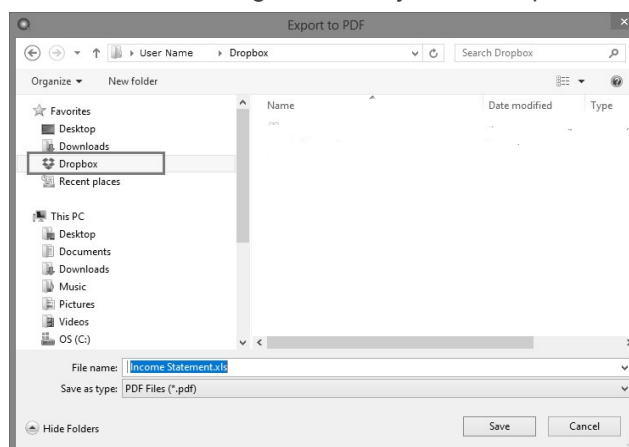 Export to PDF
User Name Dropbox
Search Dropbox
Organize New folder
Name Date modified Type
Favorites
Desktop
Downloads
Dropbox
Recent places
This PC
Desktop
Documents
Downloads
Music
Pictures
Videos
OS (C:)
File name: Income Statement.xls
Save as type: PDF Files (*.pdf)
Hide Folders
Save Cancel